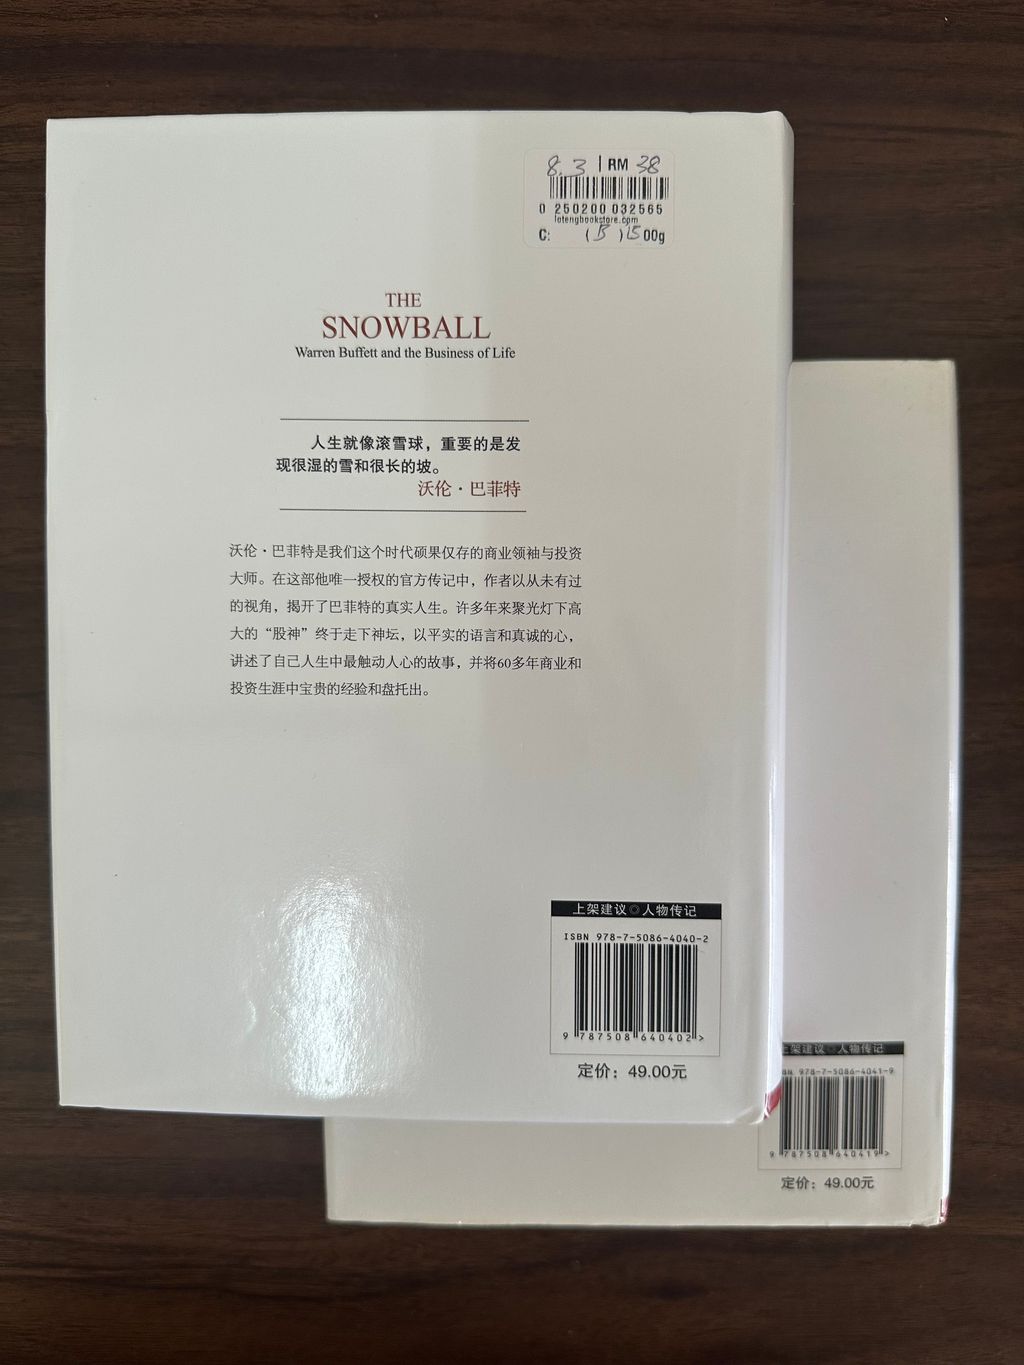 8.3 RM 38
0 250200 032565
lotengbookstore.com
C: (B) 1500g
THE
SNOWBALL
Warren Buffett and the Business of Life
人生就像滚雪球，重要的是发
现很湿的雪和很长的坡。
沃伦·巴菲特
沃伦·巴菲特是我们这个时代硕果仅存的商业领袖与投资
大师。在这部他唯一授权的官方传记中，作者以从未有过
的视角，揭开了巴菲特的真实人生。许多年来聚光灯下高
大的“股神”终于走下神坛，以平实的语言和真诚的心，
讲述了自己人生中最触动人心的故事，并将60多年商业和
投资生涯中宝贵的经验和盘托出。
上架建议◎人物传记
ISBN 978-7-5086-4040-2
9 787508 640402 >
定价：49.00元
上架建议◎人物传记
BN 978-7-5086-4041-9
9 787508 640419 >
定价：49.00元